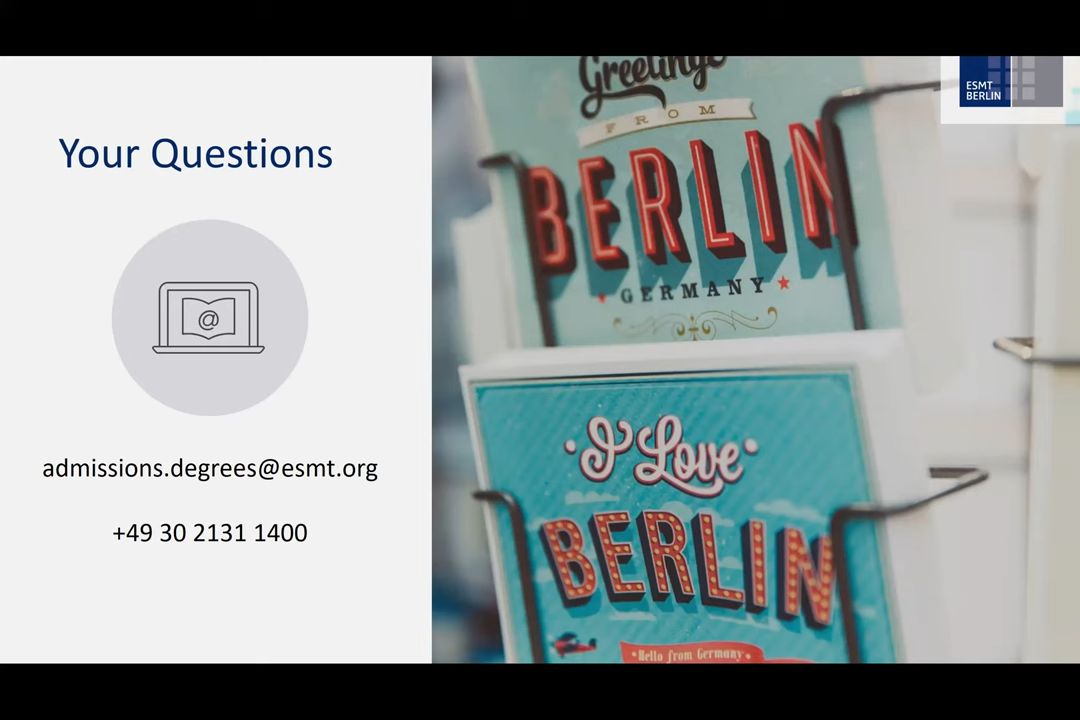 Your Questions
@
admissions.degrees@esmt.org
+49 30 2131 1400
Greetings
FROM
BERLIN
GERMANY
I Love
BERLIN
Hello from Germany
ESMT
BERLIN